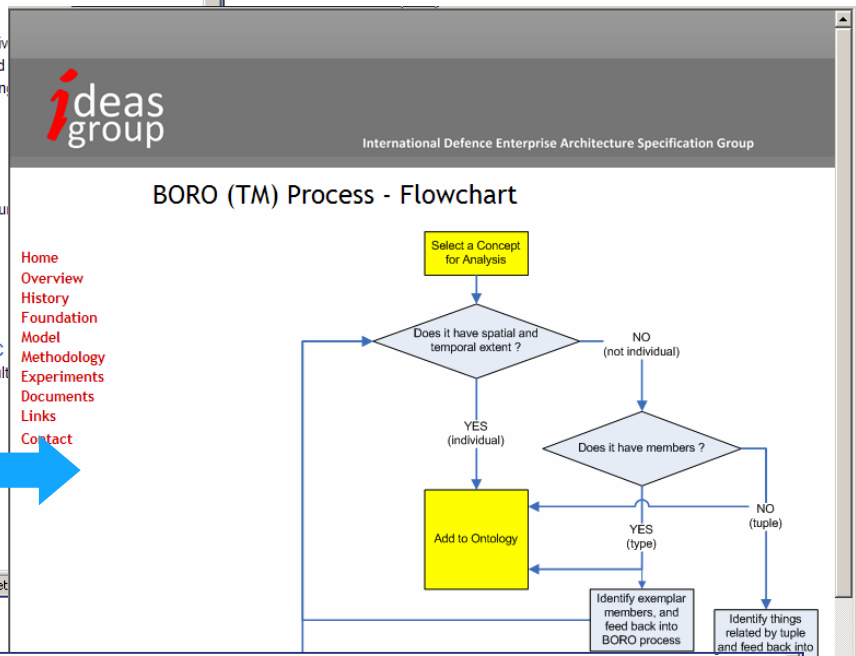 ideas
group
International Defence Enterprise Architecture Specification Group
BORO (TM) Process - Flowchart
Home
Overview
History
Foundation
Model
Methodology
Experiments
Documents
Links
Contact
Select a Concept
for Analysis
Does it have spatial and
temporal extent ?
NO
(not individual)
YES
(individual)
Does it have members ?
NO
(tuple)
YES
(type)
Add to Ontology
Identify exemplar
members, and
feed back into
BORO process
Identify things
related by tuple
and feed back into